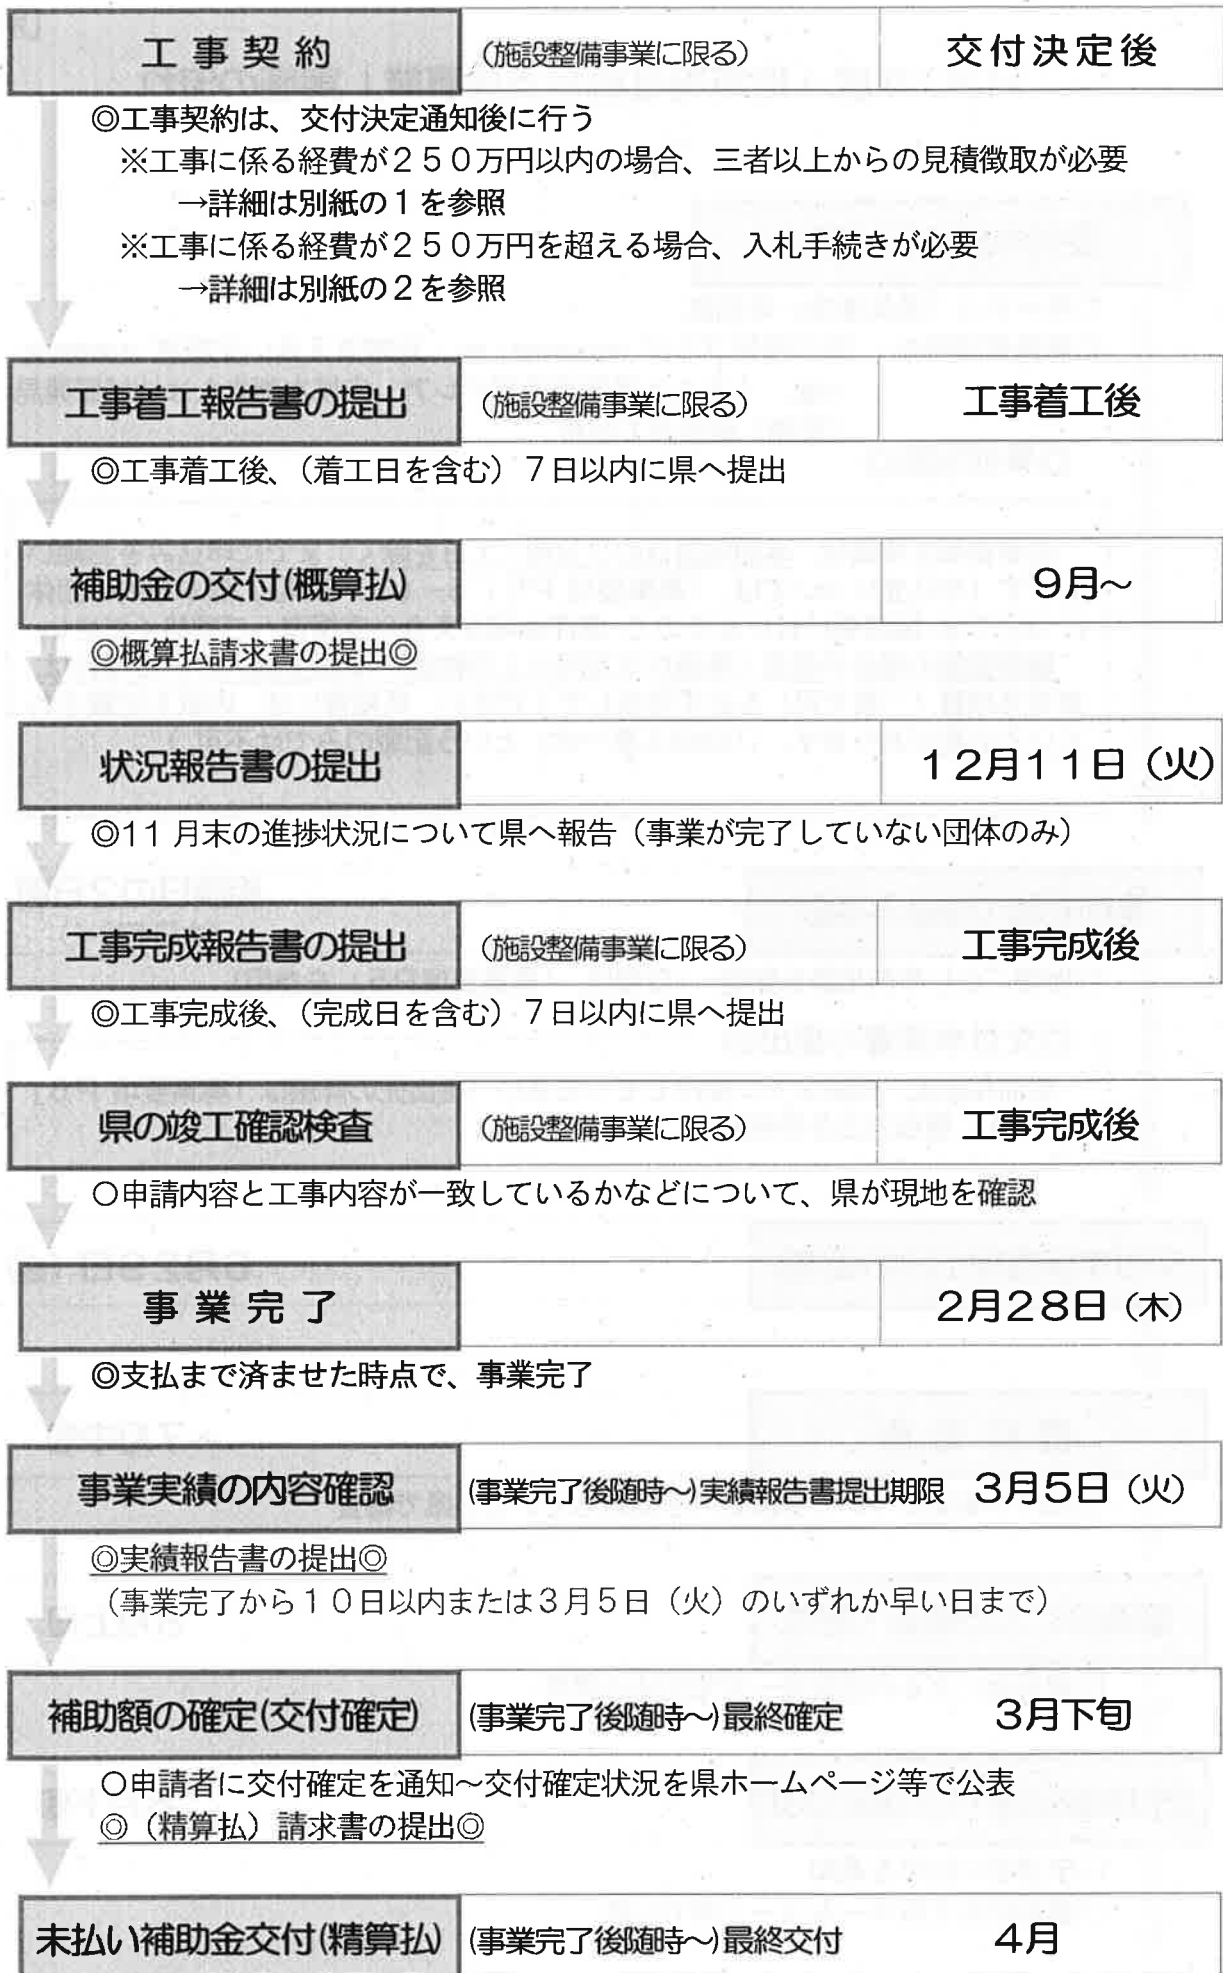 工事契約 (施設整備事業に限る) 交付決定後
◎工事契約は、交付決定通知後に行う
※工事に係る経費が２５０万円以内の場合、三者以上からの見積徴取が必要
→詳細は別紙の１を参照
※工事に係る経費が２５０万円を超える場合、入札手続きが必要
→詳細は別紙の２を参照
工事着工報告書の提出 (施設整備事業に限る) 工事着工後
◎工事着工後、（着工日を含む）７日以内に県へ提出
補助金の交付(概算払) 9月～
◎概算払請求書の提出◎
状況報告書の提出 12月11日（火）
◎11月末の進捗状況について県へ報告（事業が完了していない団体のみ）
工事完成報告書の提出 (施設整備事業に限る) 工事完成後
◎工事完成後、（完成日を含む）７日以内に県へ提出
県の竣工確認検査 (施設整備事業に限る) 工事完成後
〇申請内容と工事内容が一致しているかなどについて、県が現地を確認
事業完了 2月28日（木）
◎支払まで済ませた時点で、事業完了
事業実績の内容確認 (事業完了後随時～)実績報告書提出期限 3月5日（火）
◎実績報告書の提出◎
（事業完了から１０日以内または３月５日（火）のいずれか早い日まで）
補助額の確定(交付確定) (事業完了後随時～)最終確定 3月下旬
〇申請者に交付確定を通知～交付確定状況を県ホームページ等で公表
◎（精算払）請求書の提出◎
未払い補助金交付(精算払) (事業完了後随時～)最終交付 4月